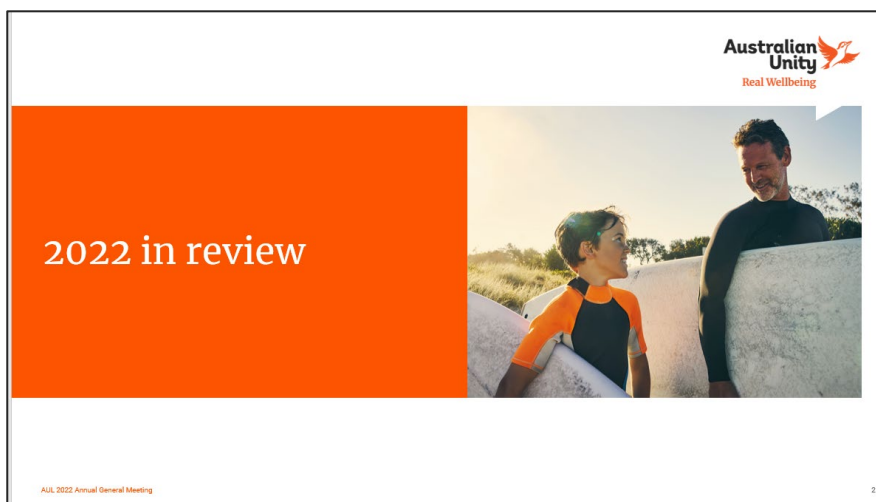 Australian
Unity
Real Wellbeing
2022 in review
AUL 2022 Annual General Meeting
2